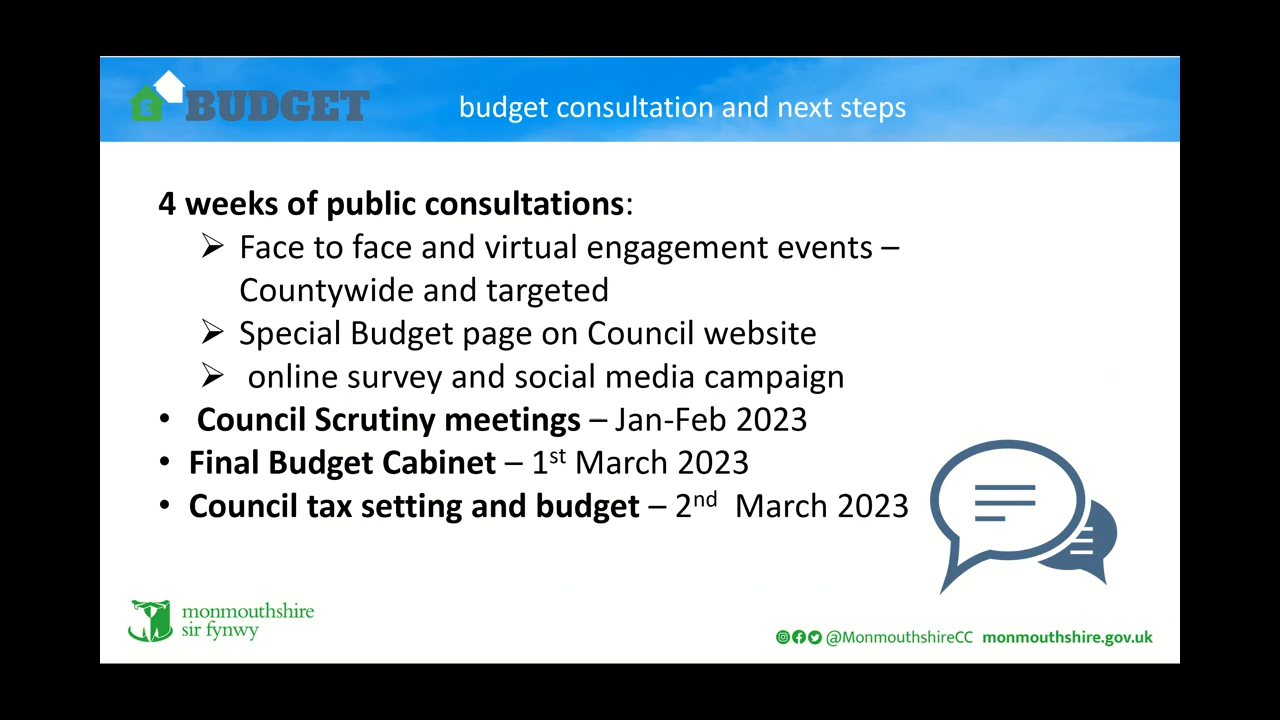 £ BUDGET
budget consultation and next steps
4 weeks of public consultations:
➢ Face to face and virtual engagement events –
Countywide and targeted
➢ Special Budget page on Council website
➢ online survey and social media campaign
• Council Scrutiny meetings – Jan-Feb 2023
• Final Budget Cabinet – 1st March 2023
• Council tax setting and budget – 2nd March 2023
monmouthshire
sir fynwy
@MonmouthshireCC monmouthshire.gov.uk